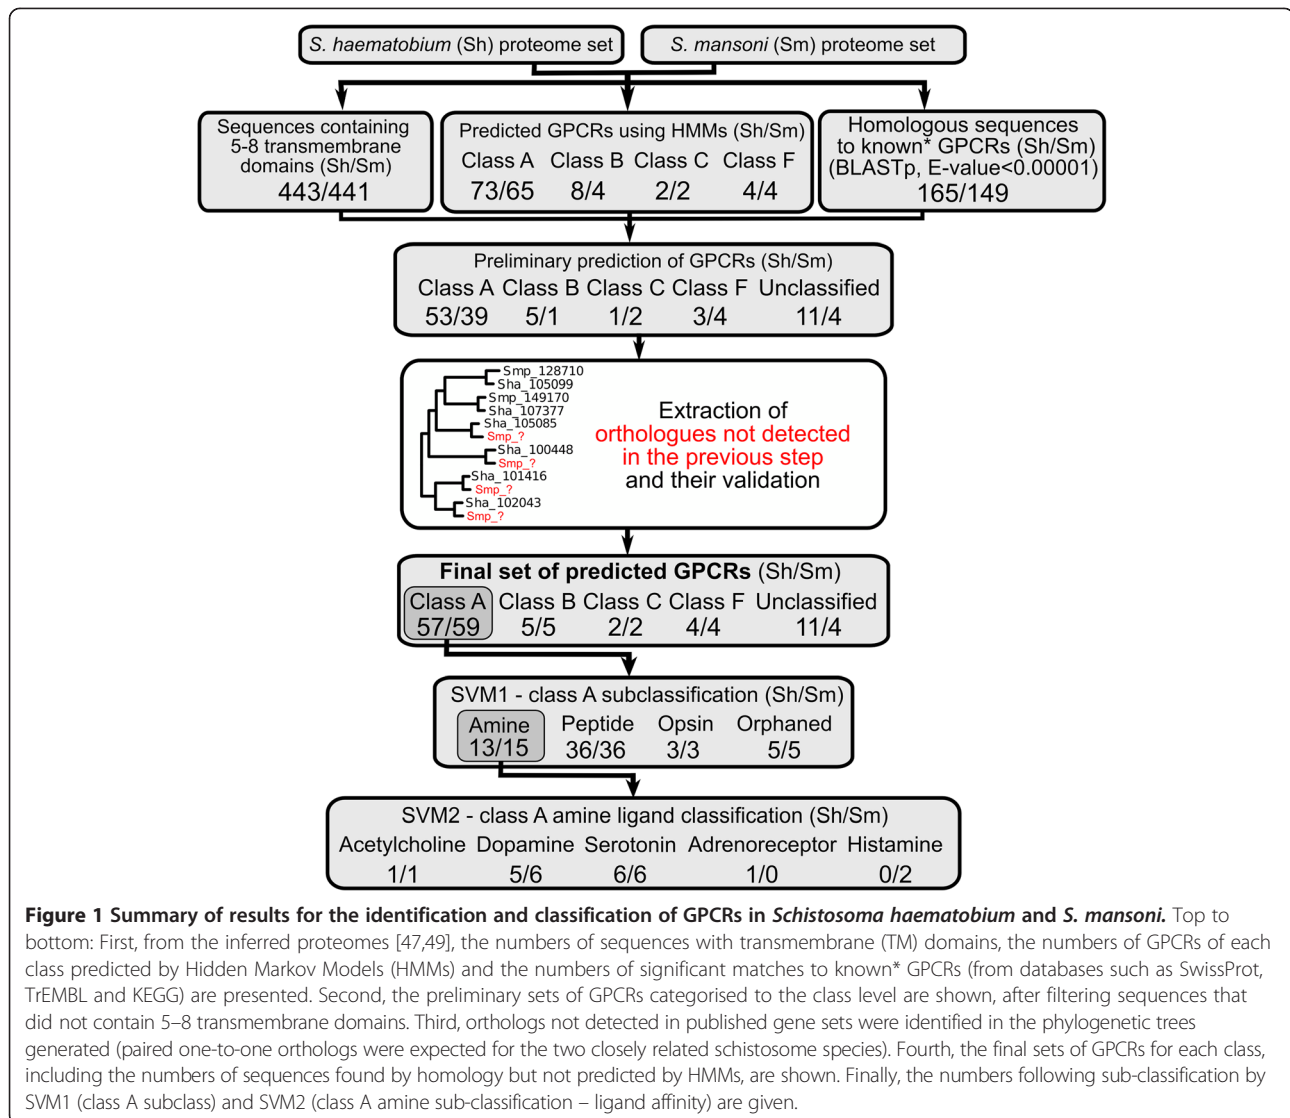 S. haematobium (Sh) proteome set
S. mansoni (Sm) proteome set
Sequences containing
5-8 transmembrane
domains (Sh/Sm)
443/441
Predicted GPCRs using HMMs (Sh/Sm)
Class A Class B Class C Class F
73/65 8/4 2/2 4/4
Homologous sequences
to known* GPCRs (Sh/Sm)
(BLASTp, E-value<0.00001)
165/149
Preliminary prediction of GPCRs (Sh/Sm)
Class A Class B Class C Class F Unclassified
53/39 5/1 1/2 3/4 11/4
Smp_128710
Sha_105099
Smp_149170
Sha_107377
Sha_105085
Smp_?
Sha_100448
Smp_?
Sha_101416
Smp_?
Sha_102043
Smp_?
Extraction of
orthologues not detected
in the previous step
and their validation
Final set of predicted GPCRs (Sh/Sm)
Class A Class B Class C Class F Unclassified
57/59 5/5 2/2 4/4 11/4
SVM1 - class A subclassification (Sh/Sm)
Amine Peptide Opsin Orphaned
13/15 36/36 3/3 5/5
SVM2 - class A amine ligand classification (Sh/Sm)
Acetylcholine Dopamine Serotonin Adrenoreceptor Histamine
1/1 5/6 6/6 1/0 0/2
Figure 1 Summary of results for the identification and classification of GPCRs in Schistosoma haematobium and S. mansoni. Top to
bottom: First, from the inferred proteomes [47,49], the numbers of sequences with transmembrane (TM) domains, the numbers of GPCRs of each
class predicted by Hidden Markov Models (HMMs) and the numbers of significant matches to known* GPCRs (from databases such as SwissProt,
TrEMBL and KEGG) are presented. Second, the preliminary sets of GPCRs categorised to the class level are shown, after filtering sequences that
did not contain 5–8 transmembrane domains. Third, orthologs not detected in published gene sets were identified in the phylogenetic trees
generated (paired one-to-one orthologs were expected for the two closely related schistosome species). Fourth, the final sets of GPCRs for each class,
including the numbers of sequences found by homology but not predicted by HMMs, are shown. Finally, the numbers following sub-classification by
SVM1 (class A subclass) and SVM2 (class A amine sub-classification – ligand affinity) are given.